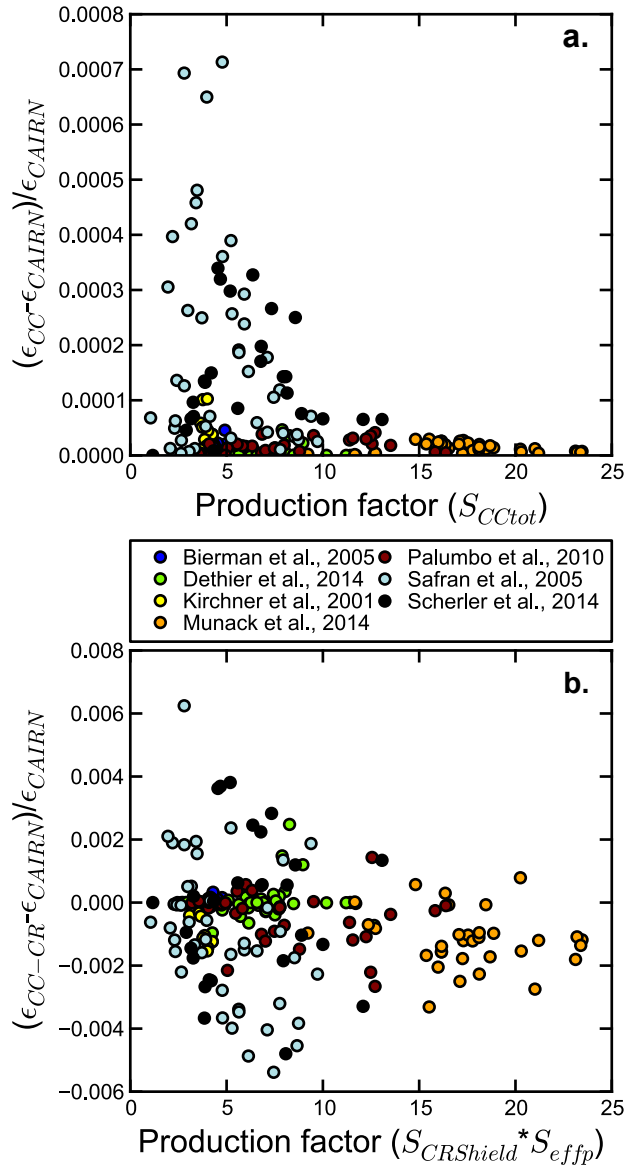 0.0008
a.
0.0007
0.0006
0.0005
0.0004
0.0003
0.0002
0.0001
0.0000
(ϵCC-ϵCAIRN)/ϵCAIRN
0 5 10 15 20 25
Production factor (SCCtot)
Bierman et al., 2005 Palumbo et al., 2010
Dethier et al., 2014 Safran et al., 2005
Kirchner et al., 2001 Scherler et al., 2014
Munack et al., 2014
0.008
b.
0.006
0.004
0.002
0.000
−0.002
−0.004
−0.006
(ϵCC−CR-ϵCAIRN)/ϵCAIRN
0 5 10 15 20 25
Production factor (SCRShield*Seffp)